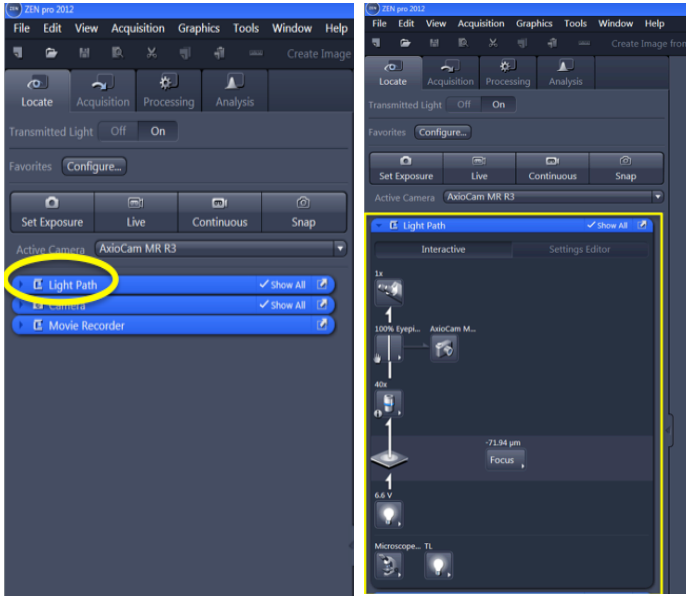 ZEN pro 2012
File Edit View Acquisition Graphics Tools Window Help
Create Image
Locate Acquisition Processing Analysis
Transmitted Light Off On
Favorites Configure...
Set Exposure Live Continuous Snap
Active Camera AxioCam MR R3
Light Path Show All
Camera Show All
Movie Recorder
ZEN pro 2012
File Edit View Acquisition Graphics Tools Window Help
Create Image from
Locate Acquisition Processing Analysis
Transmitted Light Off On
Favorites Configure...
Set Exposure Live Continuous Snap
Active Camera AxioCam MR R3
Light Path Show All
Interactive Settings Editor
1x
100% Eyepi... AxioCam M...
40x
-71.94 µm
Focus
6.6 V
Microscope... TL